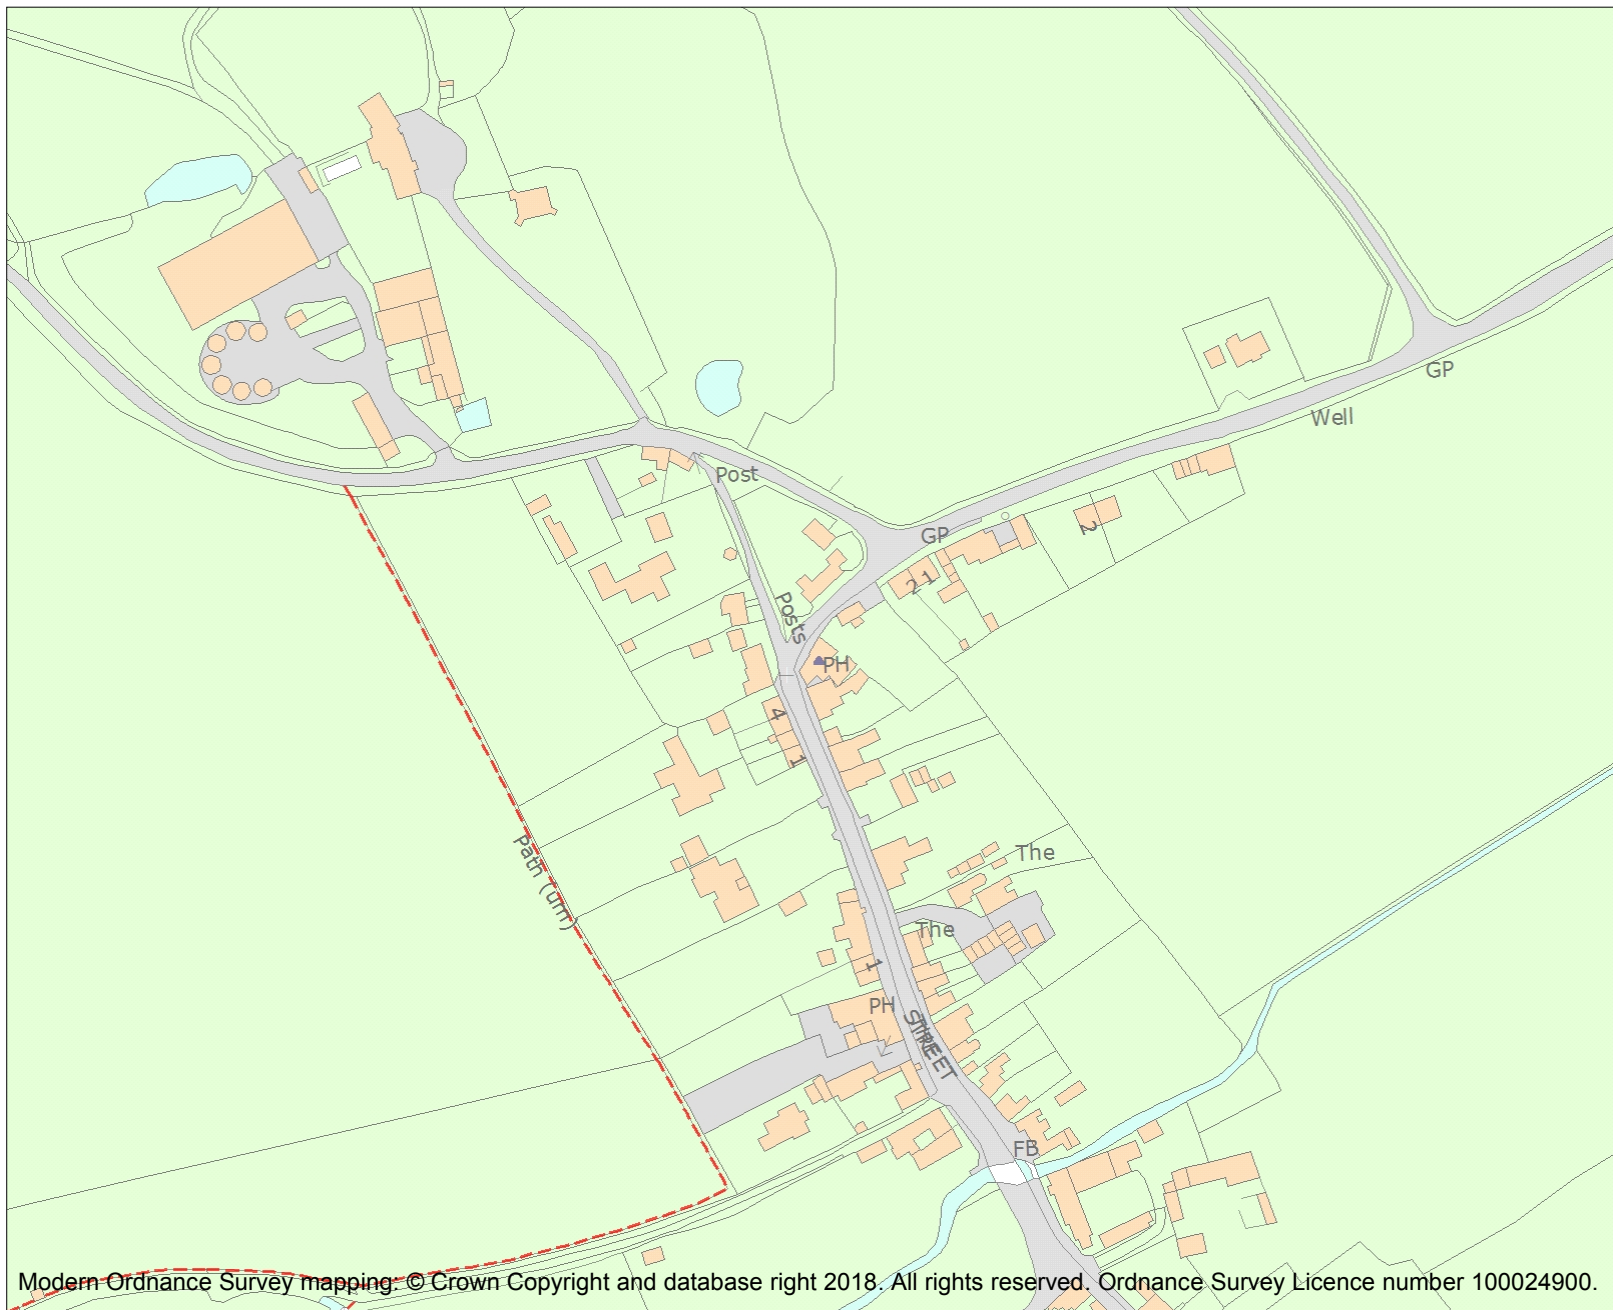 GP
Well
Post
GP
2
2 1
Posts
PH
4
1
The
Path (um)
The
1
PH
STREET
THE
FB
Modern Ordnance Survey mapping: © Crown Copyright and database right 2018. All rights reserved. Ordnance Survey Licence number 100024900.